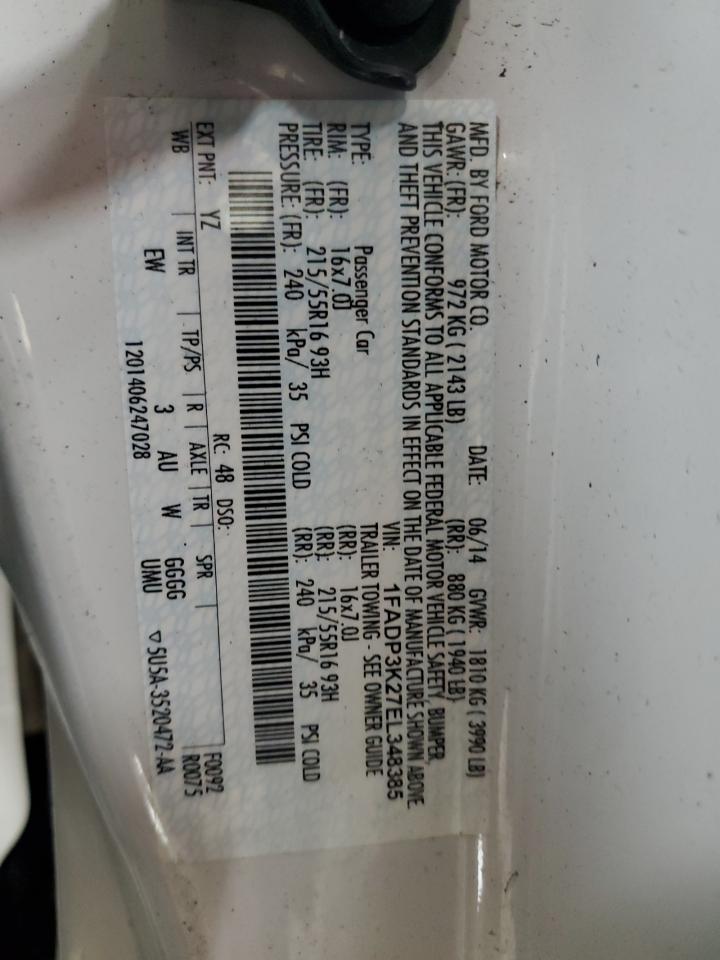 MFD. BY FORD MOTOR CO.
DATE: 06/14 GVWR: 1810 KG ( 3990 LB)
GAWR: (FR): 972 KG ( 2143 LB) (RR): 880 KG ( 1940 LB)
THIS VEHICLE CONFORMS TO ALL APPLICABLE FEDERAL MOTOR VEHICLE SAFETY, BUMPER,
AND THEFT PREVENTION STANDARDS IN EFFECT ON THE DATE OF MANUFACTURE SHOWN ABOVE.
VIN: 1FADP3K27EL348385
TYPE: Passenger Car TRAILER TOWING - SEE OWNER GUIDE
RIM: (FR): 16x7.0J (RR): 16x7.0J
TIRE: (FR): 215/55R16 93H (RR): 215/55R16 93H
PRESSURE: (FR): 240 kPa/ 35 PSI COLD (RR): 240 kPa/ 35 PSI COLD
F0092
EXT PNT: YZ RC: 48 DSO: R0075
WB | INT TR | TP/PS | R | AXLE | TR | SPR |
EW 3 AU W GGGG
UMU
1201406247028 ▽5U5A-3520472-AA